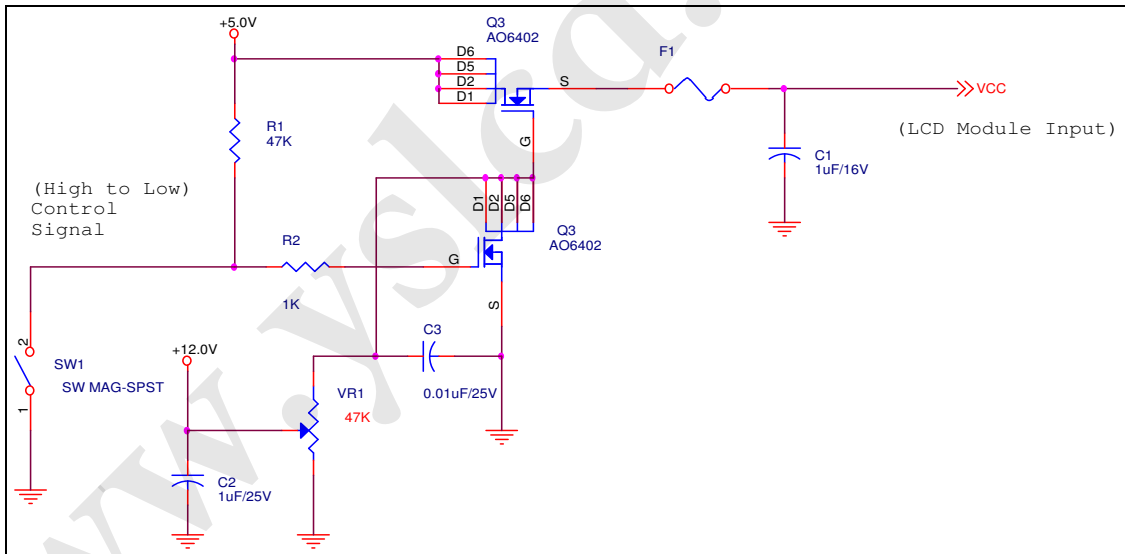 Q3
AO6402
+5.0V
D6
D5
D2
D1
S
G
F1
VCC
(LCD Module Input)
R1
47K
C1
1uF/16V
(High to Low)
Control
Signal
D1
D2
D5
D6
Q3
AO6402
R2
1K
G
S
C3
0.01uF/25V
2
1
SW1
SW MAG-SPST
+12.0V
VR1
47K
C2
1uF/25V
www.yslcd.